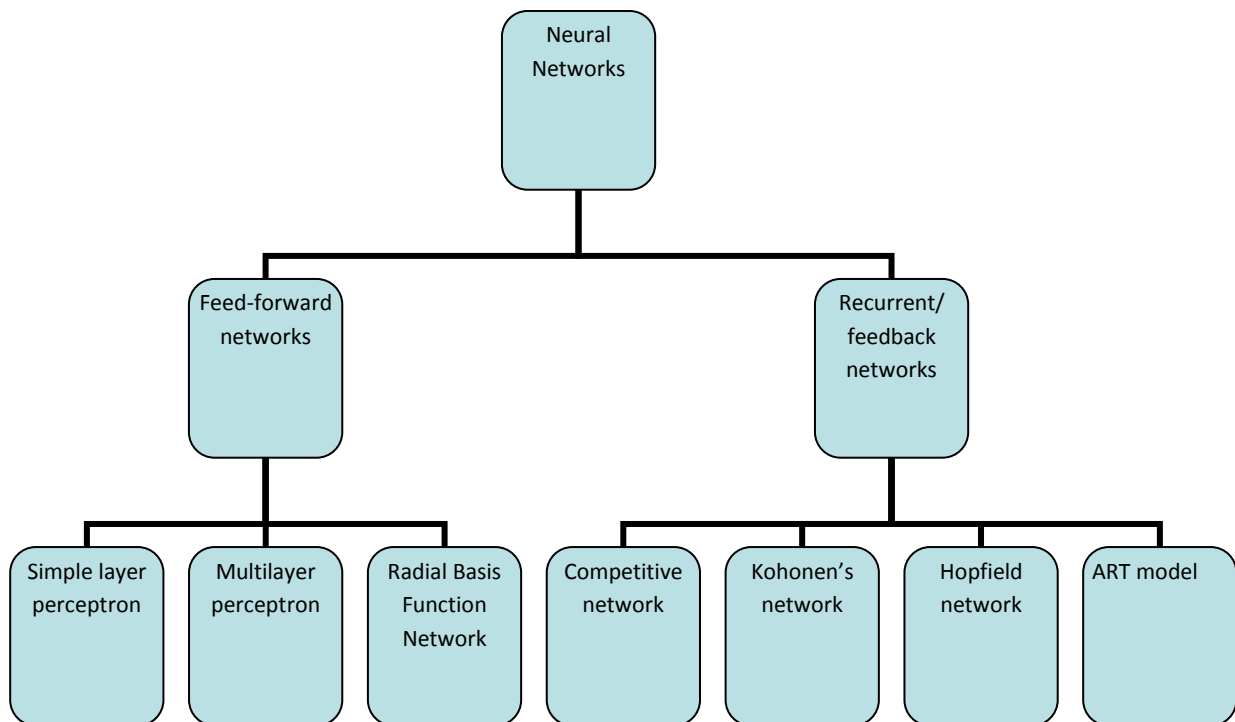 Neural
Networks
Feed-forward
networks
Recurrent/
feedback
networks
Simple layer
perceptron
Multilayer
perceptron
Radial Basis
Function
Network
Competitive
network
Kohonen’s
network
Hopfield
network
ART model